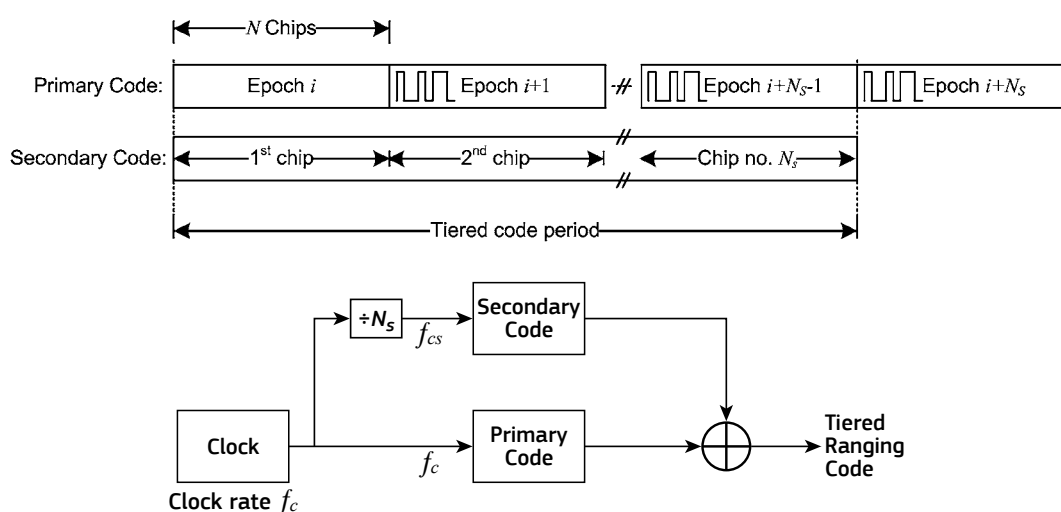 N Chips
Primary Code: Epoch i Epoch i+1 Epoch i+N_S-1 Epoch i+N_S
Secondary Code: 1st chip 2nd chip Chip no. N_s
Tiered code period
÷N_s
f_cs
Secondary
Code
Clock
f_c
Primary
Code
Tiered
Ranging
Code
Clock rate f_c